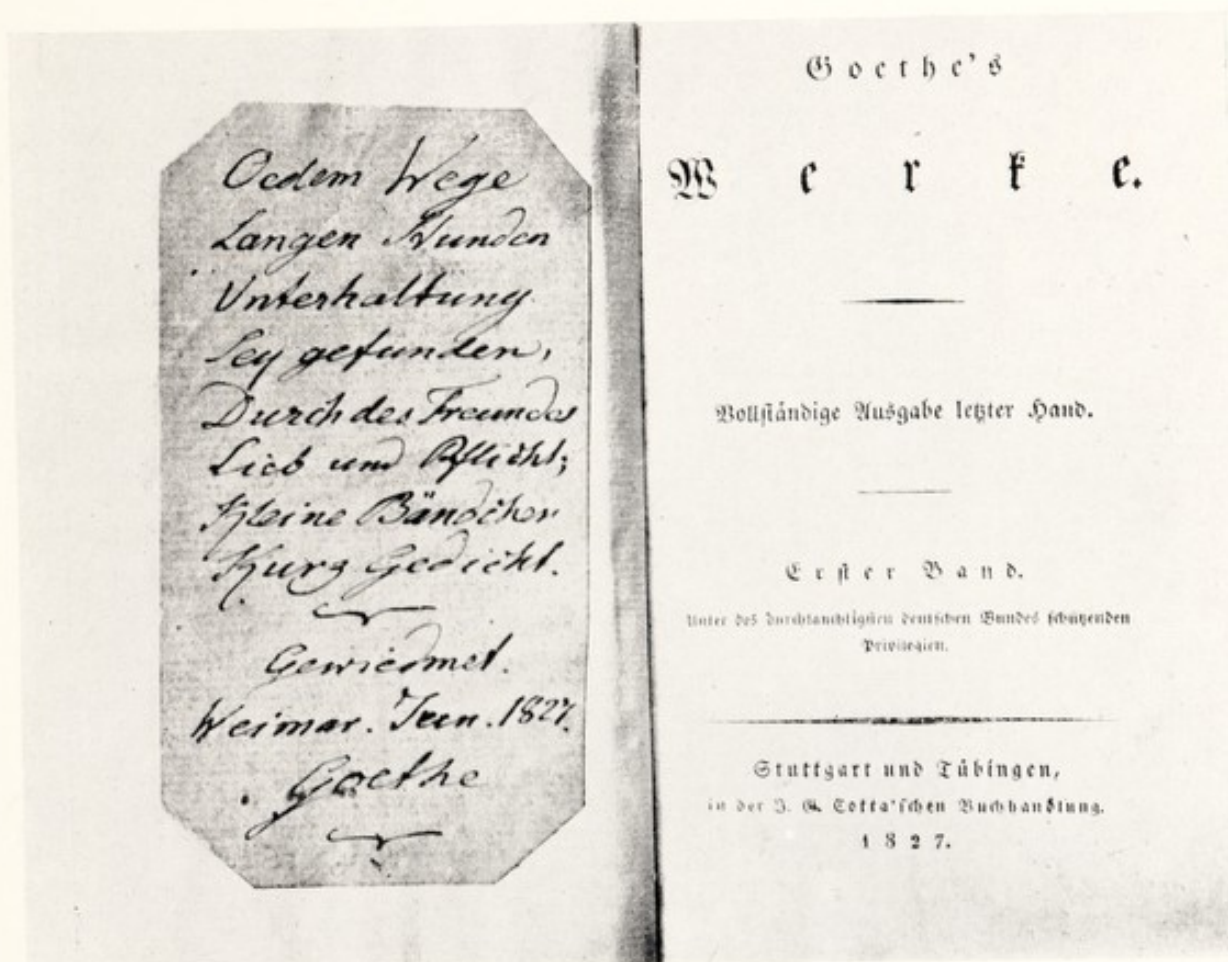 Oedem Wege
Langen Stunden
Unterhaltung
Sey gefunden,
Durch des Freundes
Lieb und Pflicht;
Kleine Bändchen
Kurz Gedicht.
Gewiedmet.
Weimar. Jun. 1827.
Goethe
Goethe's
Werke.
Vollständige Ausgabe letzter Hand.
Erster Band.
Unter des durchlauchtigsten deutschen Bundes schützenden
Privilegien.
Stuttgart und Tübingen,
in der J. G. Cotta'schen Buchhandlung.
1827.